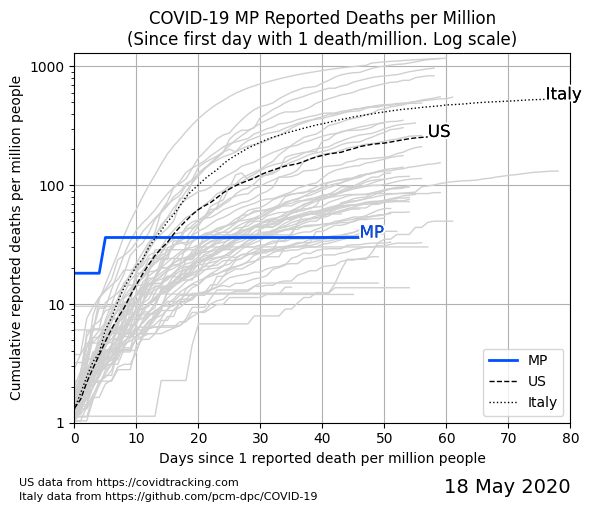 COVID-19 MP Reported Deaths per Million
(Since first day with 1 death/million. Log scale)
Cumulative reported deaths per million people
1000
100
10
1
Italy
US
MP
MP
US
Italy
0 10 20 30 40 50 60 70 80
Days since 1 reported death per million people
US data from https://covidtracking.com
Italy data from https://github.com/pcm-dpc/COVID-19
18 May 2020